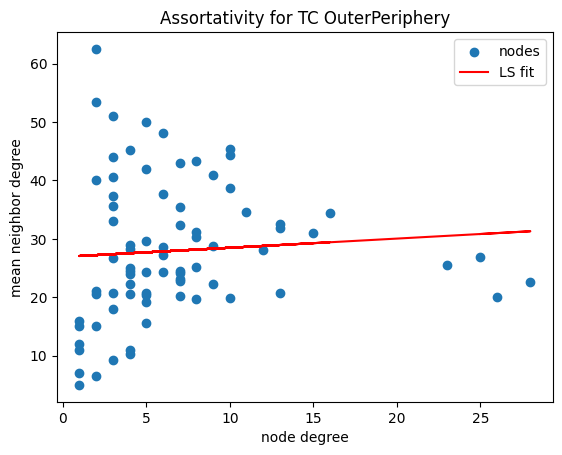 Assortativity for TC OuterPeriphery
nodes
LS fit
mean neighbor degree
60
50
40
30
20
10
0
5
10
15
20
25
node degree